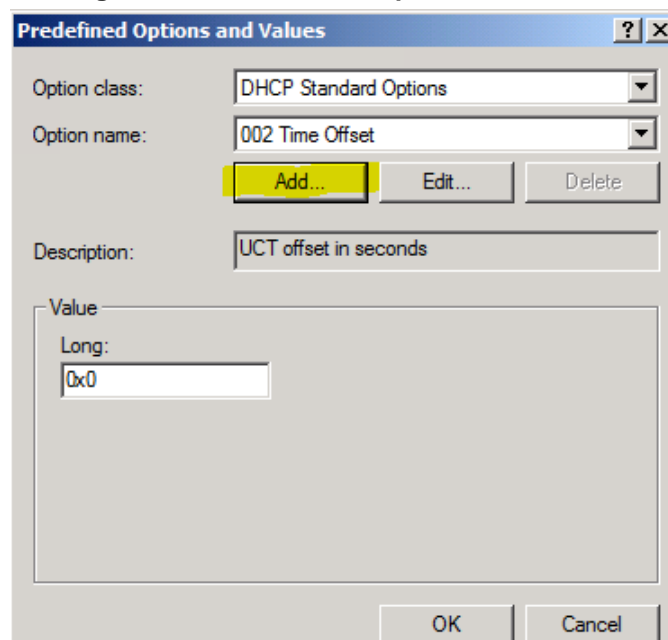 Predefined Options and Values ? X
Option class: DHCP Standard Options
Option name: 002 Time Offset
Add... Edit... Delete
Description: UCT offset in seconds
Value
Long:
0x0
OK Cancel